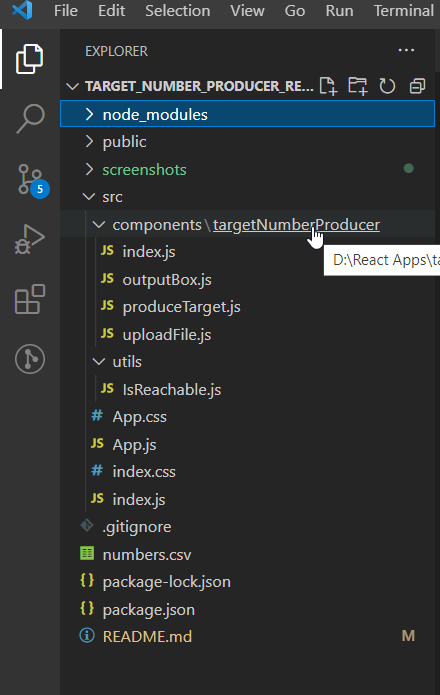 File Edit Selection View Go Run Terminal
EXPLORER ...
TARGET_NUMBER_PRODUCER_RE...
node_modules
public
screenshots
src
5
components\targetNumberProducer
JS index.js
D:\React Apps\ta
JS outputBox.js
JS produceTarget.js
JS uploadFile.js
utils
JS IsReachable.js
# App.css
JS App.js
# index.css
JS index.js
.gitignore
numbers.csv
{} package-lock.json
{} package.json
README.md M